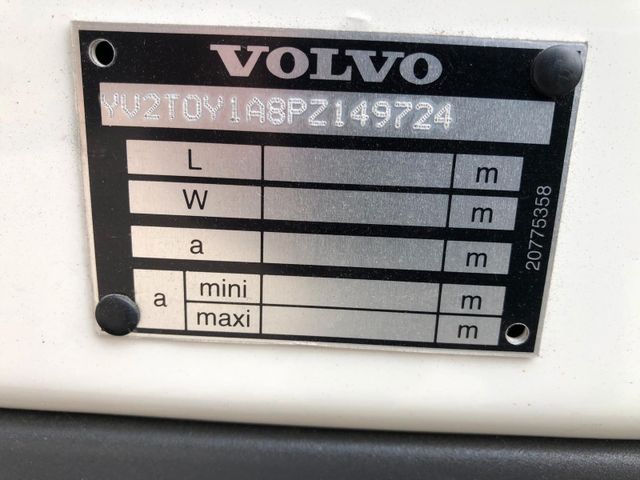 VOLVO
YV2T0Y1A8PZ149724
L m
W m
a m
a mini m
maxi m
20775358